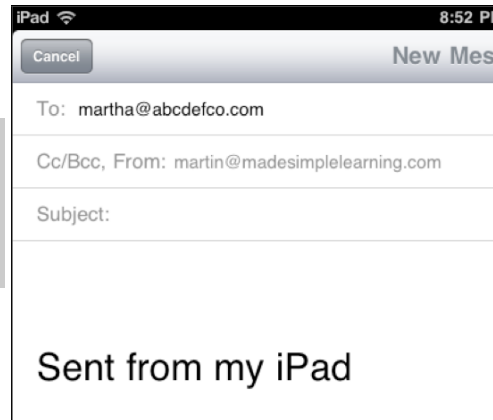 iPad 8:52 P
Cancel New Mes
To: martha@abcdefco.com
Cc/Bcc, From: martin@madesimplelearning.com
Subject:
Sent from my iPad